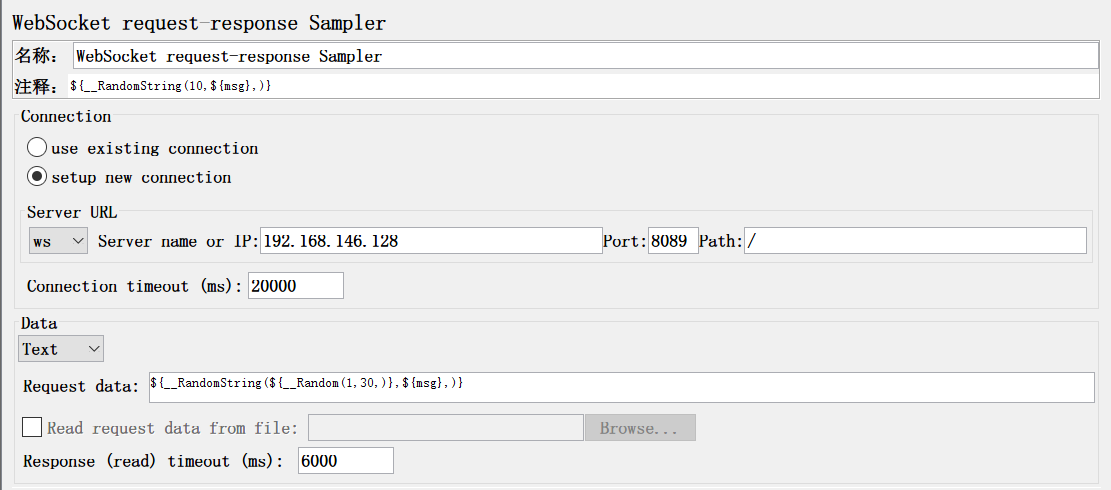 WebSocket request-response Sampler
名称： WebSocket request-response Sampler
注释： ${__RandomString(10,${msg},)}
Connection
use existing connection
setup new connection
Server URL
ws Server name or IP: 192.168.146.128 Port: 8089 Path: /
Connection timeout (ms): 20000
Data
Text
Request data: ${__RandomString(${__Random(1,30,)},${msg},)}
Read request data from file: Browse...
Response (read) timeout (ms): 6000